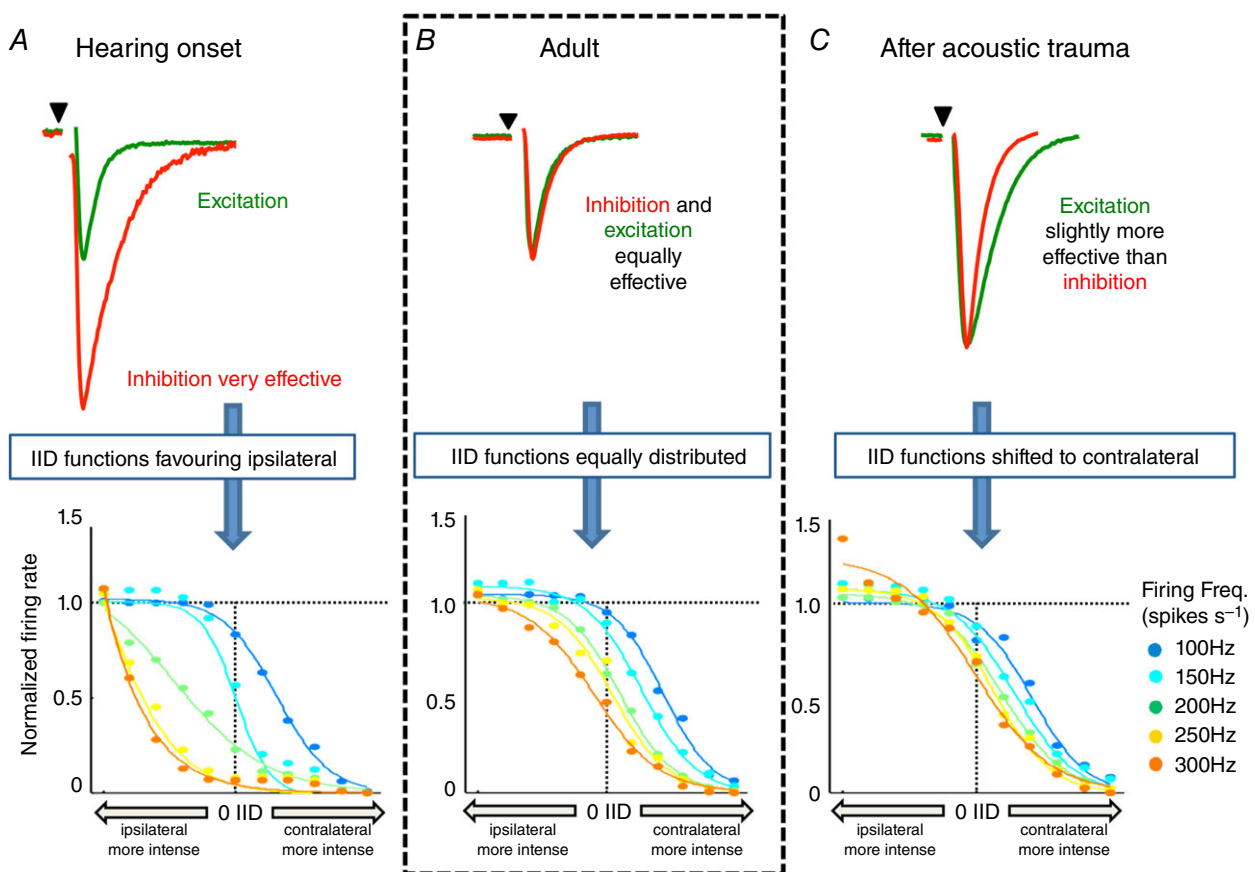 A Hearing onset
Excitation
Inhibition very effective
IID functions favouring ipsilateral
1.5
1.0
0.5
0
Normalized firing rate
0 IID
ipsilateral
more intense
contralateral
more intense
B Adult
Inhibition and
excitation
equally
effective
IID functions equally distributed
1.5
1.0
0.5
0
0 IID
ipsilateral
more intense
contralateral
more intense
C After acoustic trauma
Excitation
slightly more
effective than
inhibition
IID functions shifted to contralateral
1.5
1.0
0.5
0
0 IID
ipsilateral
more intense
contralateral
more intense
Firing Freq.
(spikes s⁻¹)
100Hz
150Hz
200Hz
250Hz
300Hz